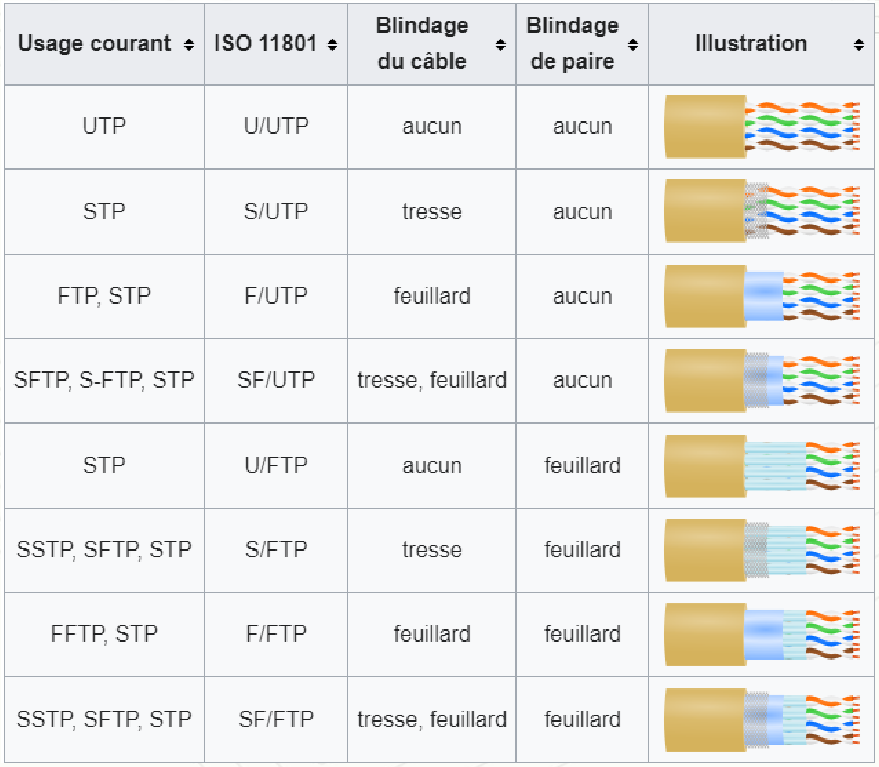 Usage courant ISO 11801 Blindage du câble Blindage de paire Illustration
UTP U/UTP aucun aucun
STP S/UTP tresse aucun
FTP, STP F/UTP feuillard aucun
SFTP, S-FTP, STP SF/UTP tresse, feuillard aucun
STP U/FTP aucun feuillard
SSTP, SFTP, STP S/FTP tresse feuillard
FFTP, STP F/FTP feuillard feuillard
SSTP, SFTP, STP SF/FTP tresse, feuillard feuillard